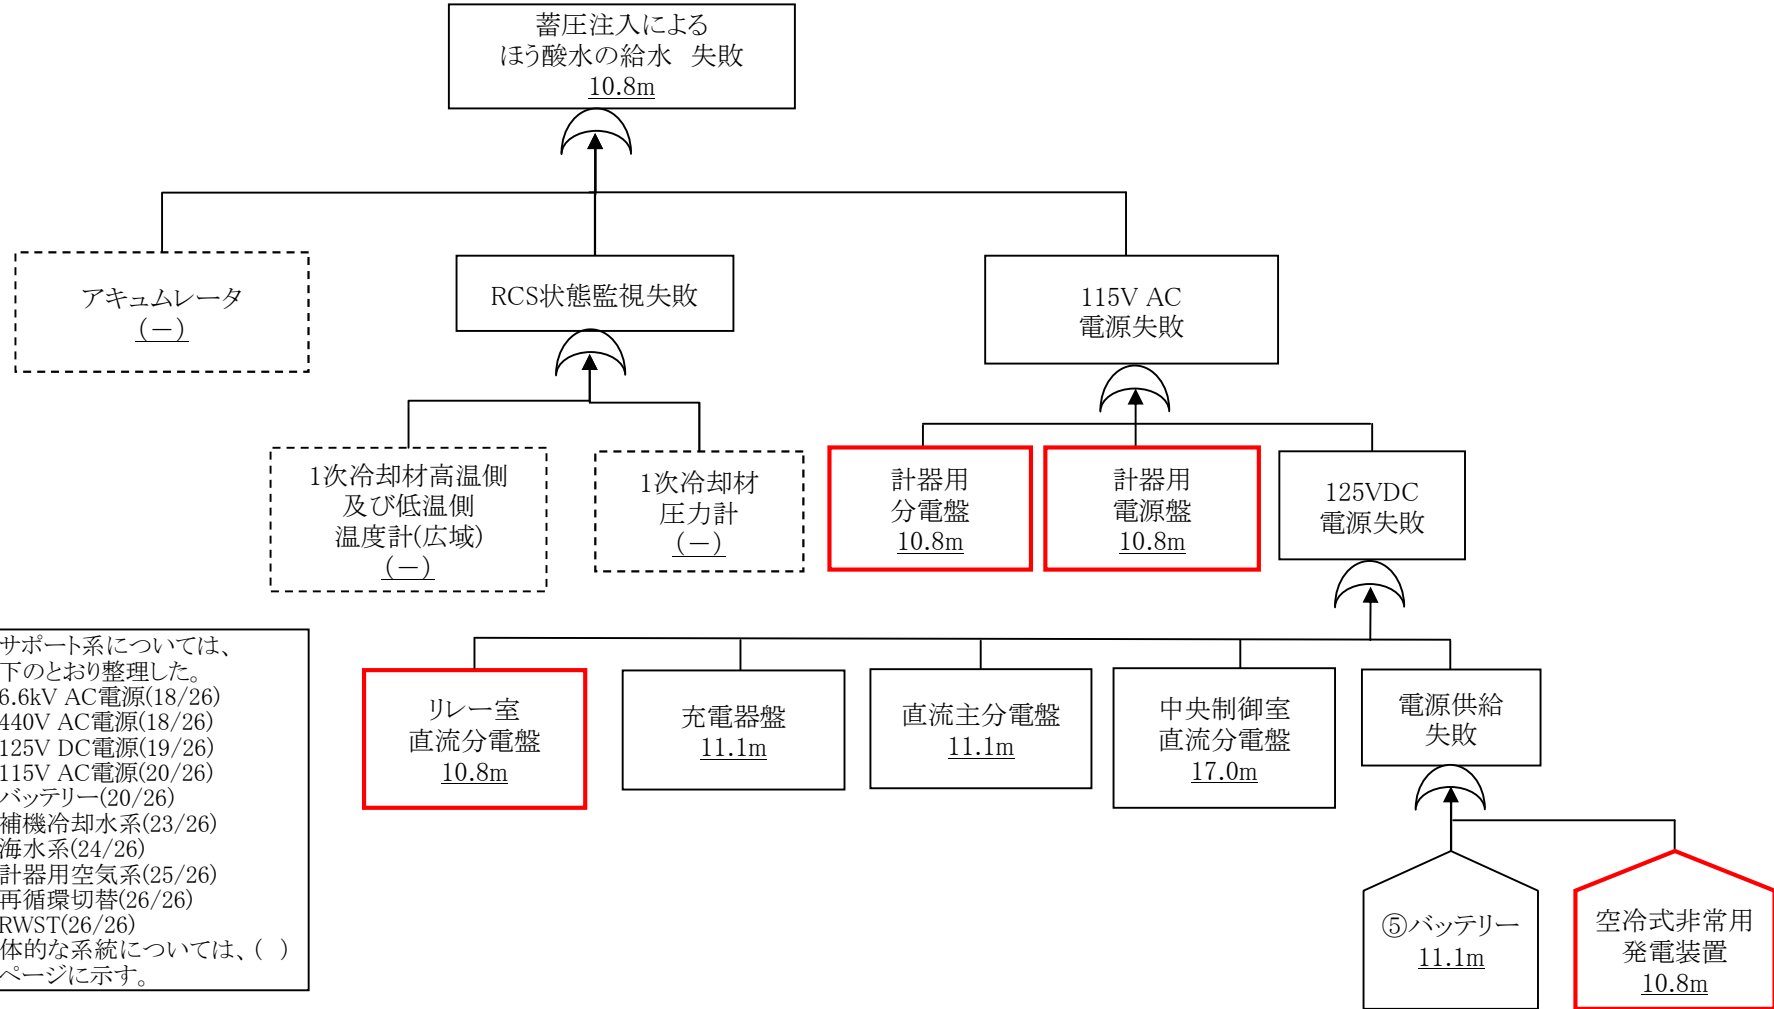 蓄圧注入による
ほう酸水の給水 失敗
10.8m
アキュムレータ
(－)
RCS状態監視失敗
115V AC
電源失敗
1次冷却材高温側
及び低温側
温度計(広域)
(－)
1次冷却材
圧力計
(－)
計器用
分電盤
10.8m
計器用
電源盤
10.8m
125VDC
電源失敗
サポート系については、
下のとおり整理した。
6.6kV AC電源(18/26)
440V AC電源(18/26)
125V DC電源(19/26)
115V AC電源(20/26)
バッテリー(20/26)
補機冷却水系(23/26)
海水系(24/26)
計器用空気系(25/26)
再循環切替(26/26)
RWST(26/26)
体的な系統については、( )
ページに示す。
リレー室
直流分電盤
10.8m
充電器盤
11.1m
直流主分電盤
11.1m
中央制御室
直流分電盤
17.0m
電源供給
失敗
⑤バッテリー
11.1m
空冷式非常用
発電装置
10.8m